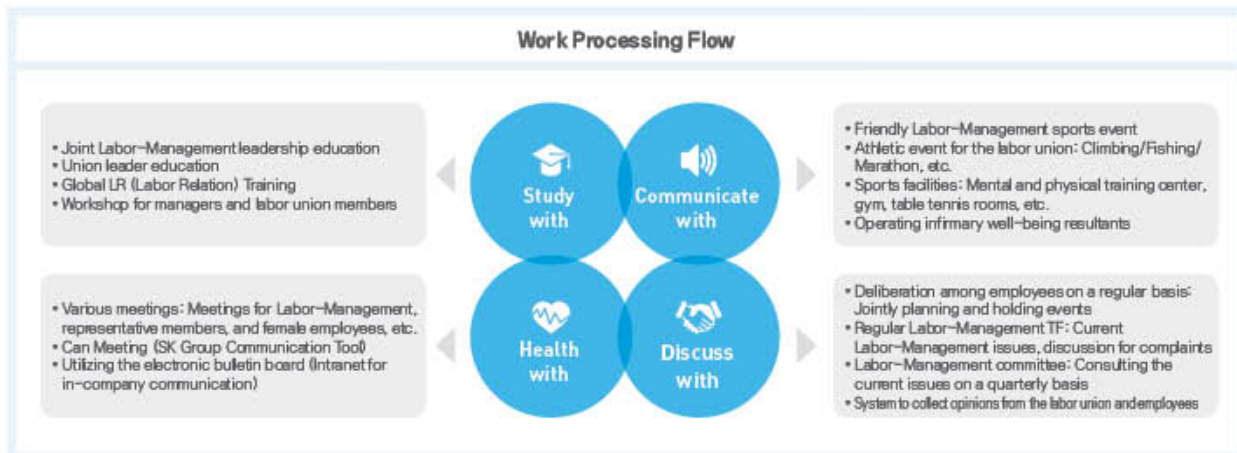 Work Processing Flow
• Joint Labor-Management leadership education
• Union leader education
• Global LR (Labor Relation) Training
• Workshop for managers and labor union members
Study
with
Communicate
with
• Friendly Labor-Management sports event
• Athletic event for the labor union: Climbing/Fishing/
Marathon, etc.
• Sports facilities: Mental and physical training center,
gym, table tennis rooms, etc.
• Operating infirmary well-being resultants
• Various meetings: Meetings for Labor-Management,
representative members, and female employees, etc.
• Can Meeting (SK Group Communication Tool)
• Utilizing the electronic bulletin board (Intranet for
in-company communication)
Health
with
Discuss
with
• Deliberation among employees on a regular basis:
Jointly planning and holding events
• Regular Labor-Management TF: Current
Labor-Management issues, discussion for complaints
• Labor-Management committee: Consulting the
current issues on a quarterly basis
• System to collect opinions from the labor union and employees